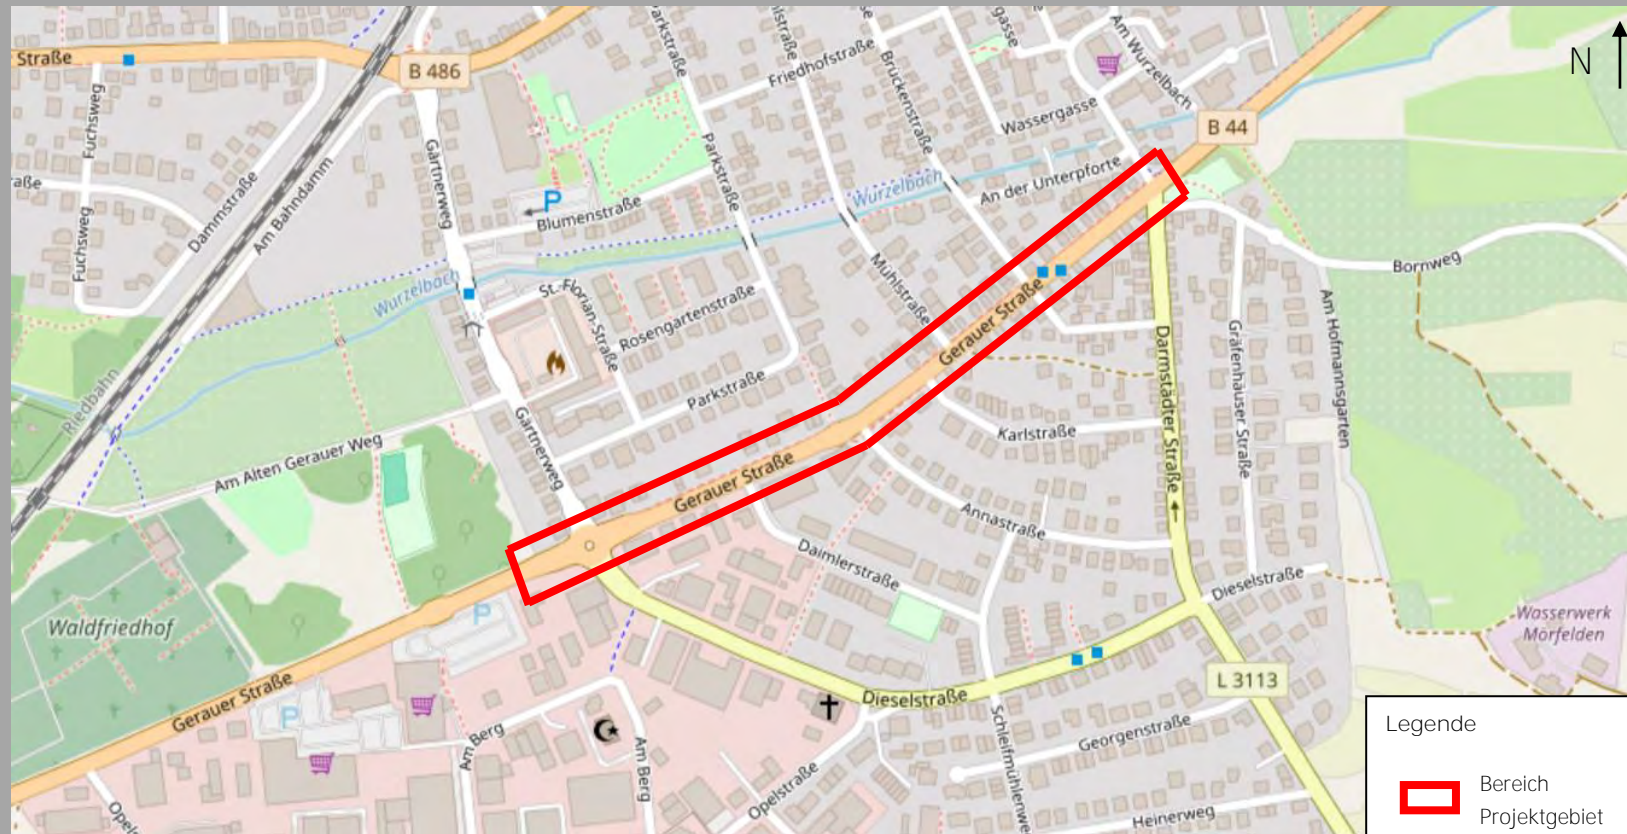 Straße
B 486
Parkstraße
Friedhofstraße
Brückenstraße
Am Wurzelbach
N
Fuchsweg
Gärtnerweg
Wassergasse
B 44
Parkstraße
An der Unterpforte
Wurzelbach
Dammstraße
Am Bahndamm
P
Blumenstraße
Fuchsweg
Bornweg
Wurzelbach
St.-Florian-Straße
Mühlstraße
Rosengartenstraße
Gerauer Straße
Am Hofmannsgarten
Gräfenhäuser Straße
Darmstädter Straße
Riedbahn
Parkstraße
Karlstraße
Gärtnerweg
Am Alten Gerauer Weg
Gerauer Straße
Annastraße
Daimlerstraße
Dieselstraße
P
Waldfriedhof
Wasserwerk
Mörfelden
Gerauer Straße
L 3113
Dieselstraße
P
Schleifmühlenweg
Georgenstraße
Am Berg
Am Berg
Opelstraße
Heinerweg
Legende
Bereich
Projektgebiet